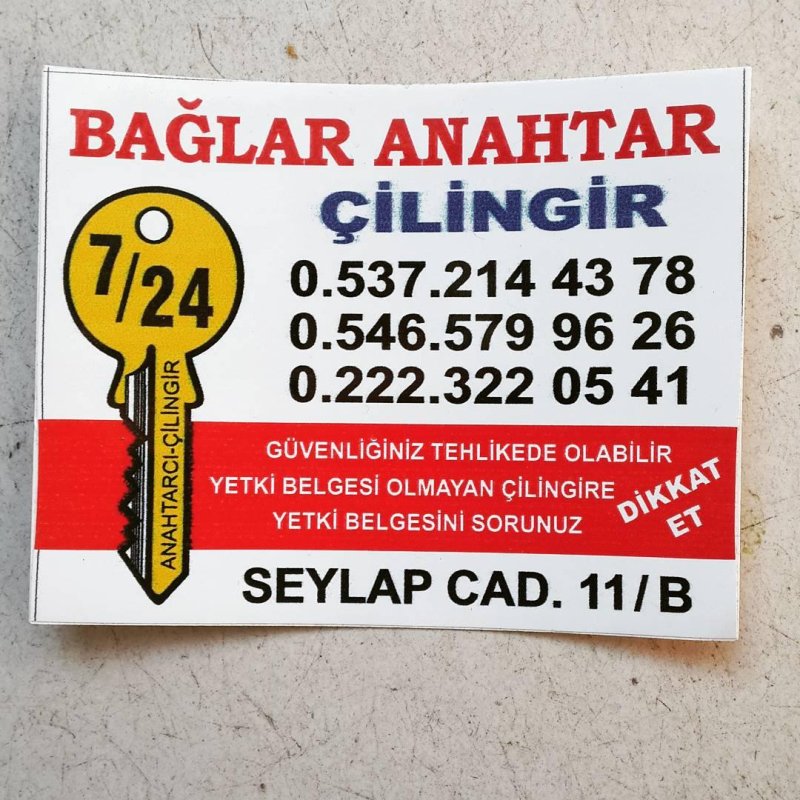 BAĞLAR ANAHTAR
ÇİLİNGİR
7/24
0.537.214 43 78
0.546.579 96 26
0.222.322 05 41
ANAHTARCI-ÇİLİNGİR
GÜVENLİĞİNİZ TEHLİKEDE OLABİLİR
YETKİ BELGESİ OLMAYAN ÇİLİNGİRE
YETKİ BELGESİNİ SORUNUZ
DİKKAT
ET
SEYLAP CAD. 11/B